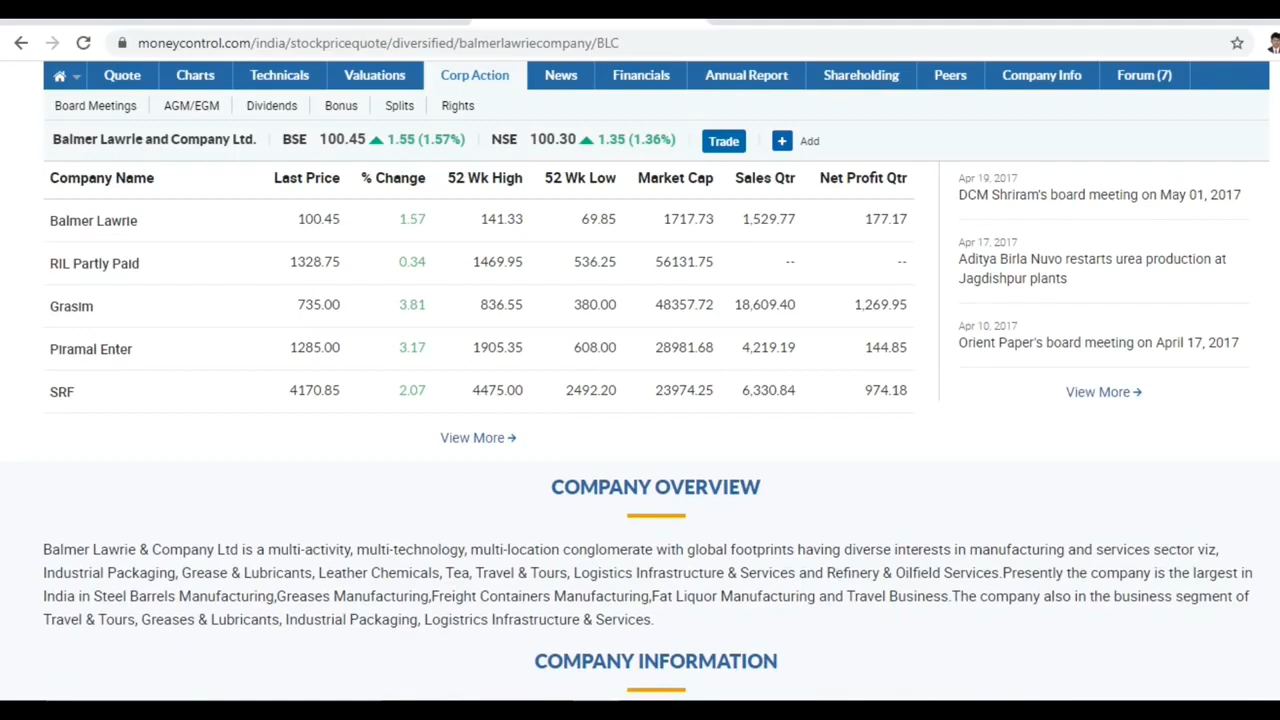 moneycontrol.com/india/stockpricequote/diversified/balmerlawriecompany/BLC
Quote Charts Technicals Valuations Corp Action News Financials Annual Report Shareholding Peers Company Info Forum (7)
Board Meetings AGM/EGM Dividends Bonus Splits Rights
Balmer Lawrie and Company Ltd. BSE 100.45 1.55 (1.57%) NSE 100.30 1.35 (1.36%) Trade + Add
Company Name Last Price % Change 52 Wk High 52 Wk Low Market Cap Sales Qtr Net Profit Qtr
Balmer Lawrie 100.45 1.57 141.33 69.85 1717.73 1,529.77 177.17
RIL Partly Paid 1328.75 0.34 1469.95 536.25 56131.75 -- --
Grasim 735.00 3.81 836.55 380.00 48357.72 18,609.40 1,269.95
Piramal Enter 1285.00 3.17 1905.35 608.00 28981.68 4,219.19 144.85
SRF 4170.85 2.07 4475.00 2492.20 23974.25 6,330.84 974.18
View More →
Apr 19, 2017
DCM Shriram's board meeting on May 01, 2017
Apr 17, 2017
Aditya Birla Nuvo restarts urea production at
Jagdishpur plants
Apr 10, 2017
Orient Paper's board meeting on April 17, 2017
View More →
COMPANY OVERVIEW
Balmer Lawrie & Company Ltd is a multi-activity, multi-technology, multi-location conglomerate with global footprints having diverse interests in manufacturing and services sector viz,
Industrial Packaging, Grease & Lubricants, Leather Chemicals, Tea, Travel & Tours, Logistics Infrastructure & Services and Refinery & Oilfield Services.Presently the company is the largest in
India in Steel Barrels Manufacturing,Greases Manufacturing,Freight Containers Manufacturing,Fat Liquor Manufacturing and Travel Business.The company also in the business segment of
Travel & Tours, Greases & Lubricants, Industrial Packaging, Logistrics Infrastructure & Services.
COMPANY INFORMATION